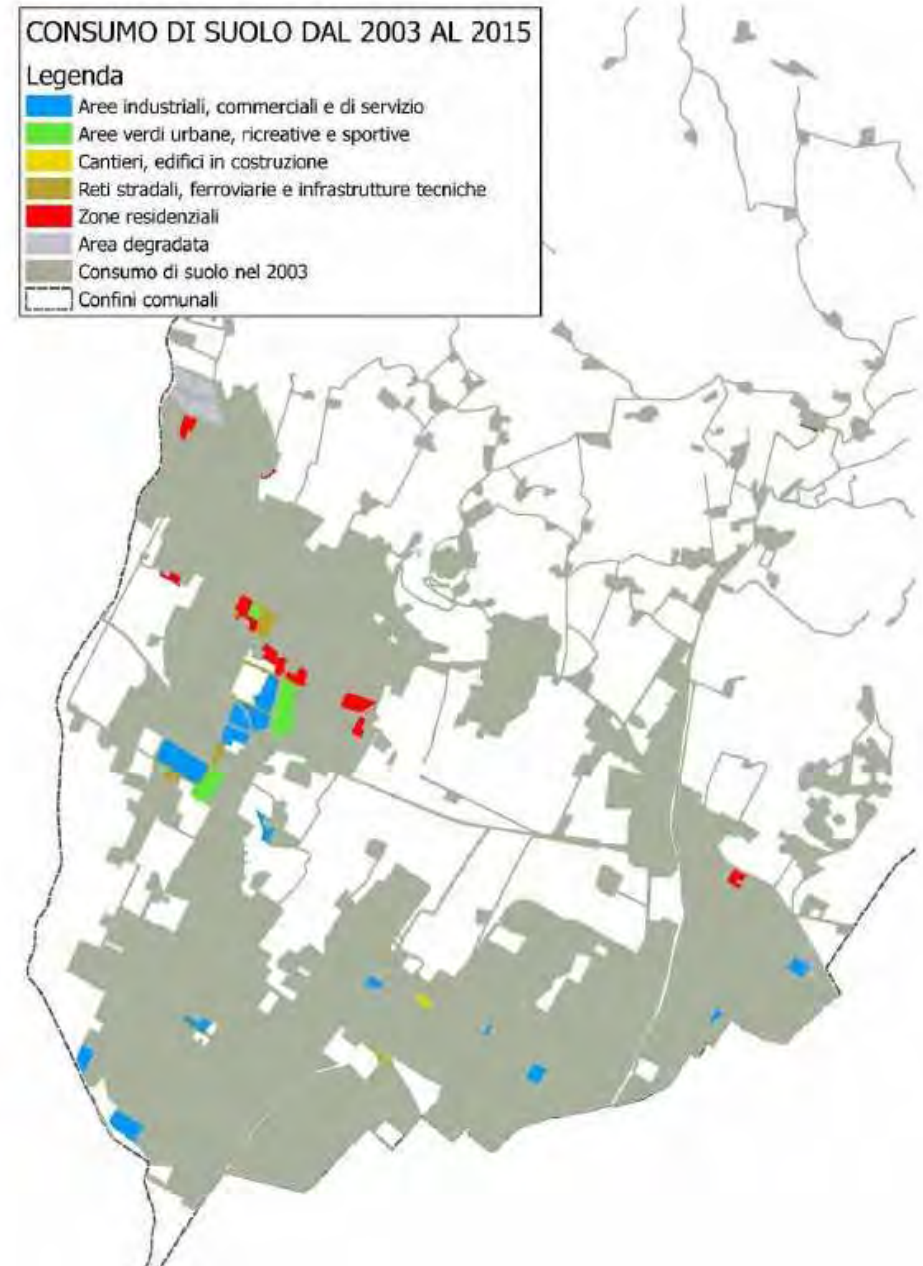 CONSUMO DI SUOLO DAL 2003 AL 2015
Legenda
Aree industriali, commerciali e di servizio
Aree verdi urbane, ricreative e sportive
Cantieri, edifici in costruzione
Reti stradali, ferroviarie e infrastrutture tecniche
Zone residenziali
Area degradata
Consumo di suolo nel 2003
Confini comunali